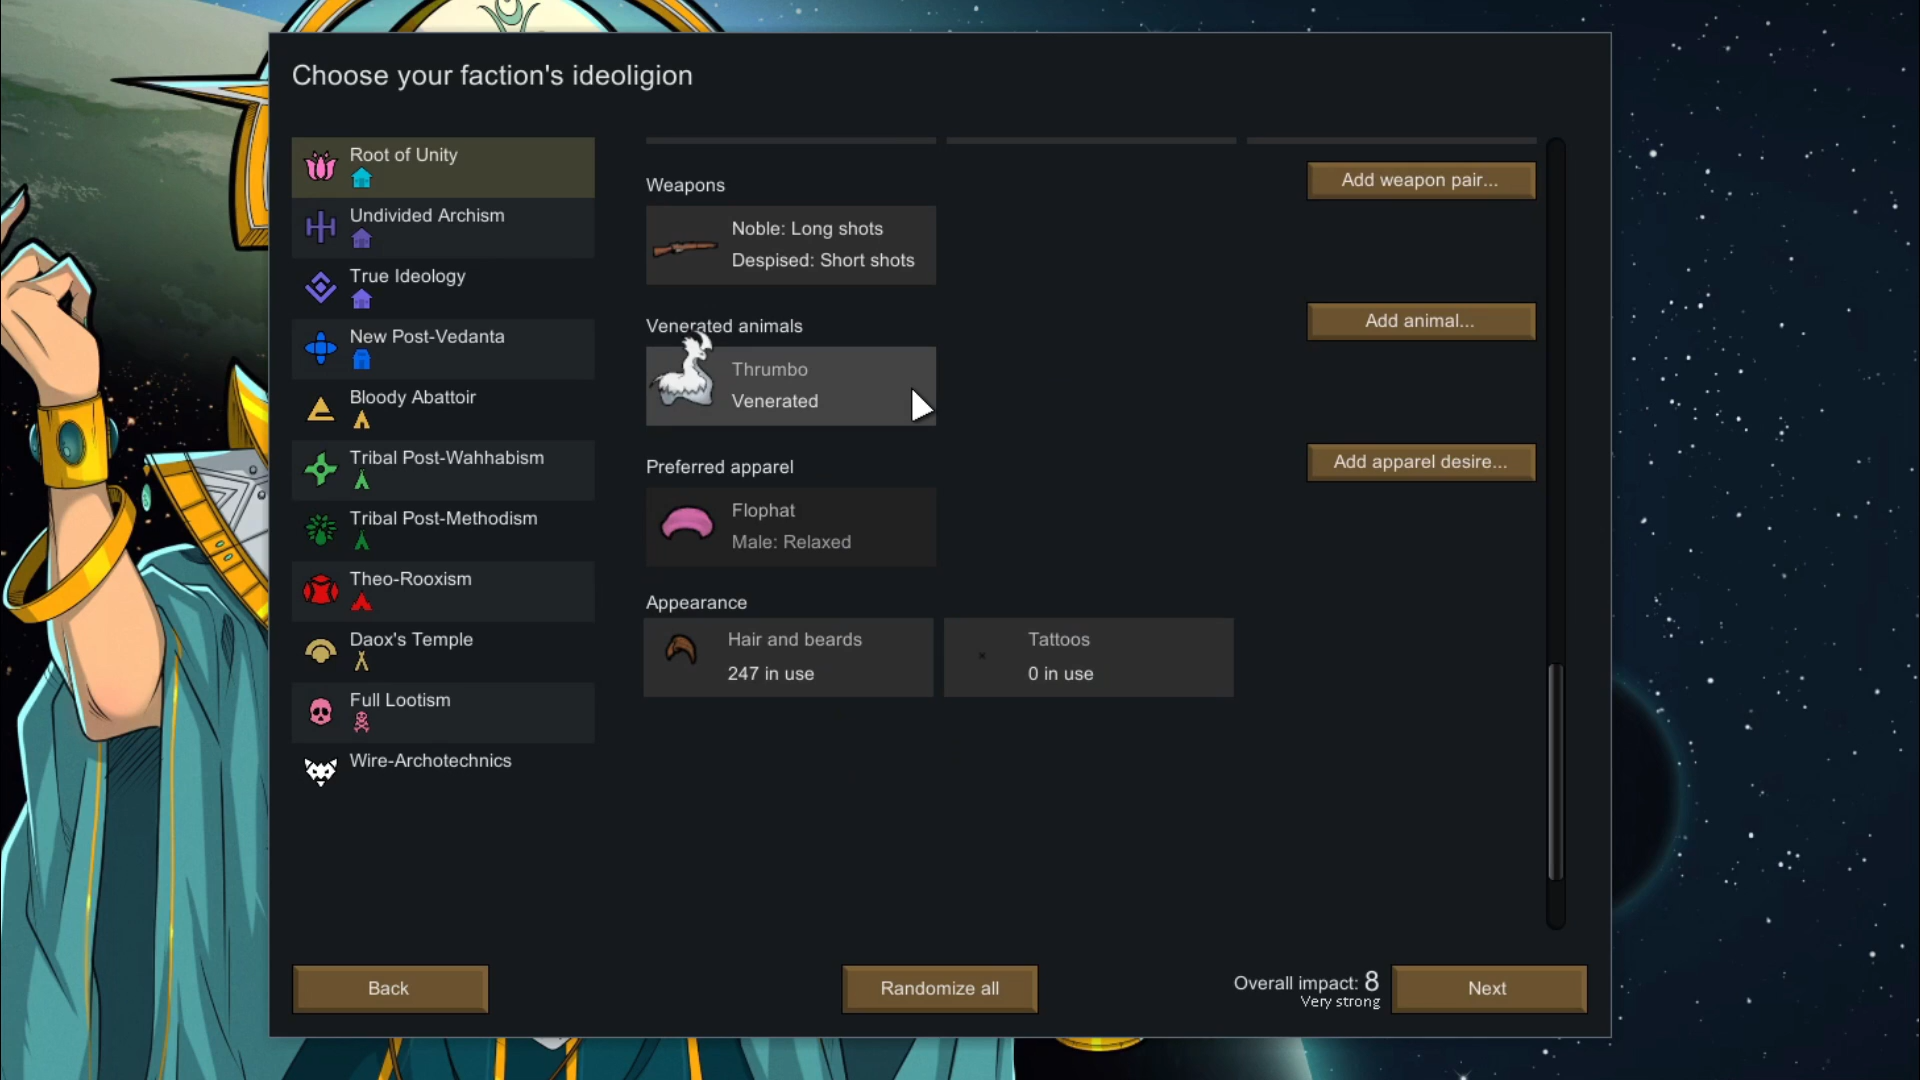 Choose your faction's ideoligion
Root of Unity
Undivided Archism
True Ideology
New Post-Vedanta
Bloody Abattoir
Tribal Post-Wahhabism
Tribal Post-Methodism
Theo-Rooxism
Daox's Temple
Full Lootism
Wire-Archotechnics
Weapons
Add weapon pair...
Noble: Long shots
Despised: Short shots
Venerated animals
Add animal...
Thrumbo
Venerated
Preferred apparel
Add apparel desire...
Flophat
Male: Relaxed
Appearance
Hair and beards
247 in use
Tattoos
0 in use
Back
Randomize all
Overall impact: 8
Very strong
Next